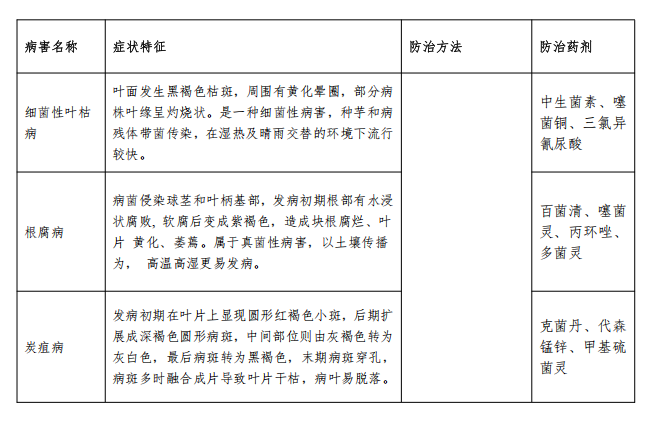 病害名称 症状特征 防治方法 防治药剂
细菌性叶枯
病
叶面发生黑褐色枯斑，周围有黄化晕圈，部分病
株叶缘呈灼烧状。是一种细菌性病害，种芋和病
残体带菌传染，在湿热及晴雨交替的环境下流行
较快。
中生菌素、噻
菌铜、三氯异
氰尿酸
根腐病
病菌侵染球茎和叶柄基部，发病初期根部有水浸
状腐败, 软腐后变成紫褐色，造成块根腐烂、叶
片 黄化、萎蔫。属于真菌性病害，以土壤传播
为， 高温高湿更易发病。
百菌清、噻菌
灵、丙环唑、
多菌灵
炭疽病
发病初期在叶片上显现圆形红褐色小斑，后期扩
展成深褐色圆形病斑，中间部位则由灰褐色转为
灰白色，最后病斑转为黑褐色，末期病斑穿孔，
病斑多时融合成片导致叶片干枯，病叶易脱落。
克菌丹、代森
锰锌、甲基硫
菌灵